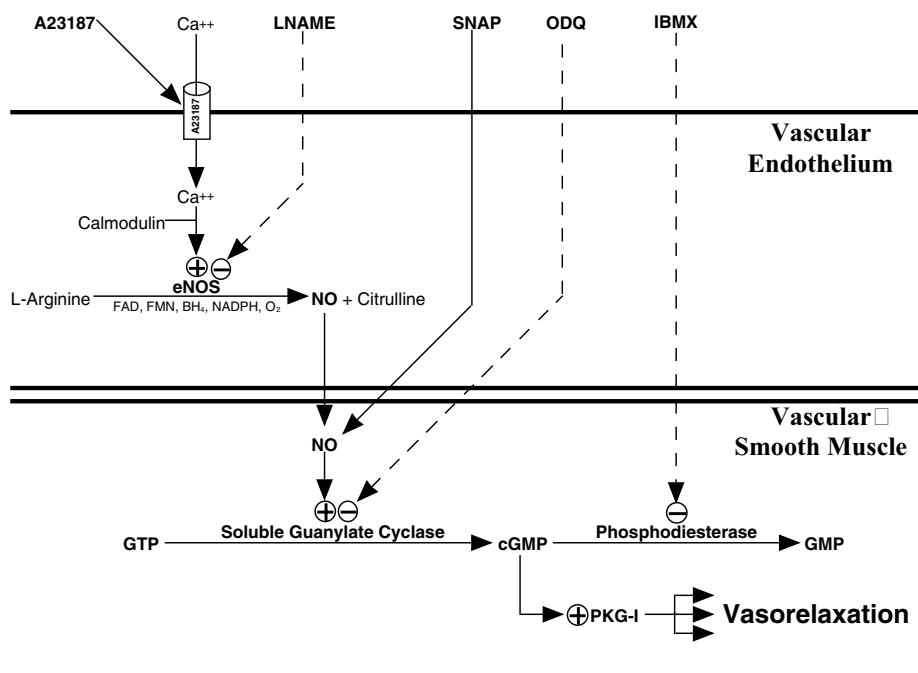 A23187 Ca++ LNAME SNAP ODQ IBMX
A23187
Vascular
Endothelium
Ca++
Calmodulin
+ −
eNOS
L-Arginine NO + Citrulline
FAD, FMN, BH₄, NADPH, O₂
Vascular□
Smooth Muscle
NO
+ − −
Soluble Guanylate Cyclase Phosphodiesterase
GTP cGMP GMP
+ PKG-I Vasorelaxation